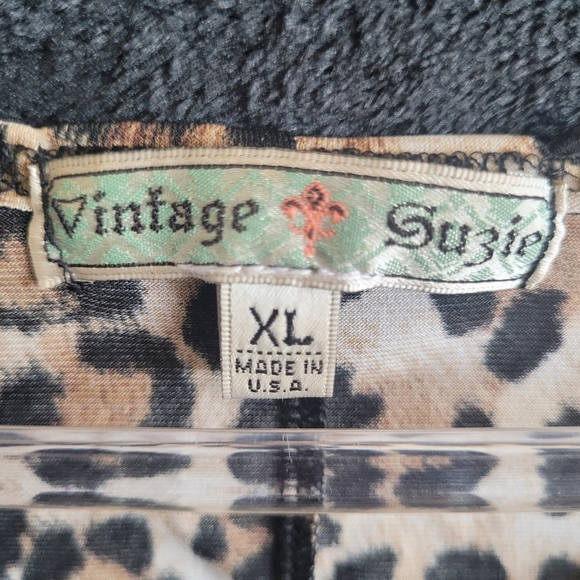 Vintage Suzie
XL
MADE IN
U.S.A.